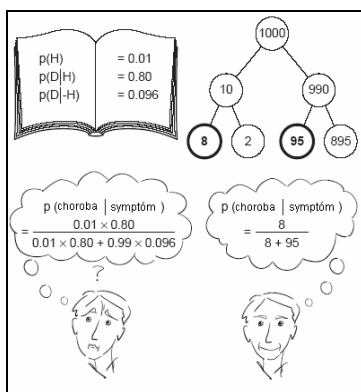 p(H) = 0.01
p(D|H) = 0.80
p(D|-H) = 0.096
1000
10 990
8 2 95 895
p (choroba | symptóm )
= 0.01 × 0.80
0.01 × 0.80 + 0.99 × 0.096
?
p (choroba | symptóm )
= 8
8 + 95